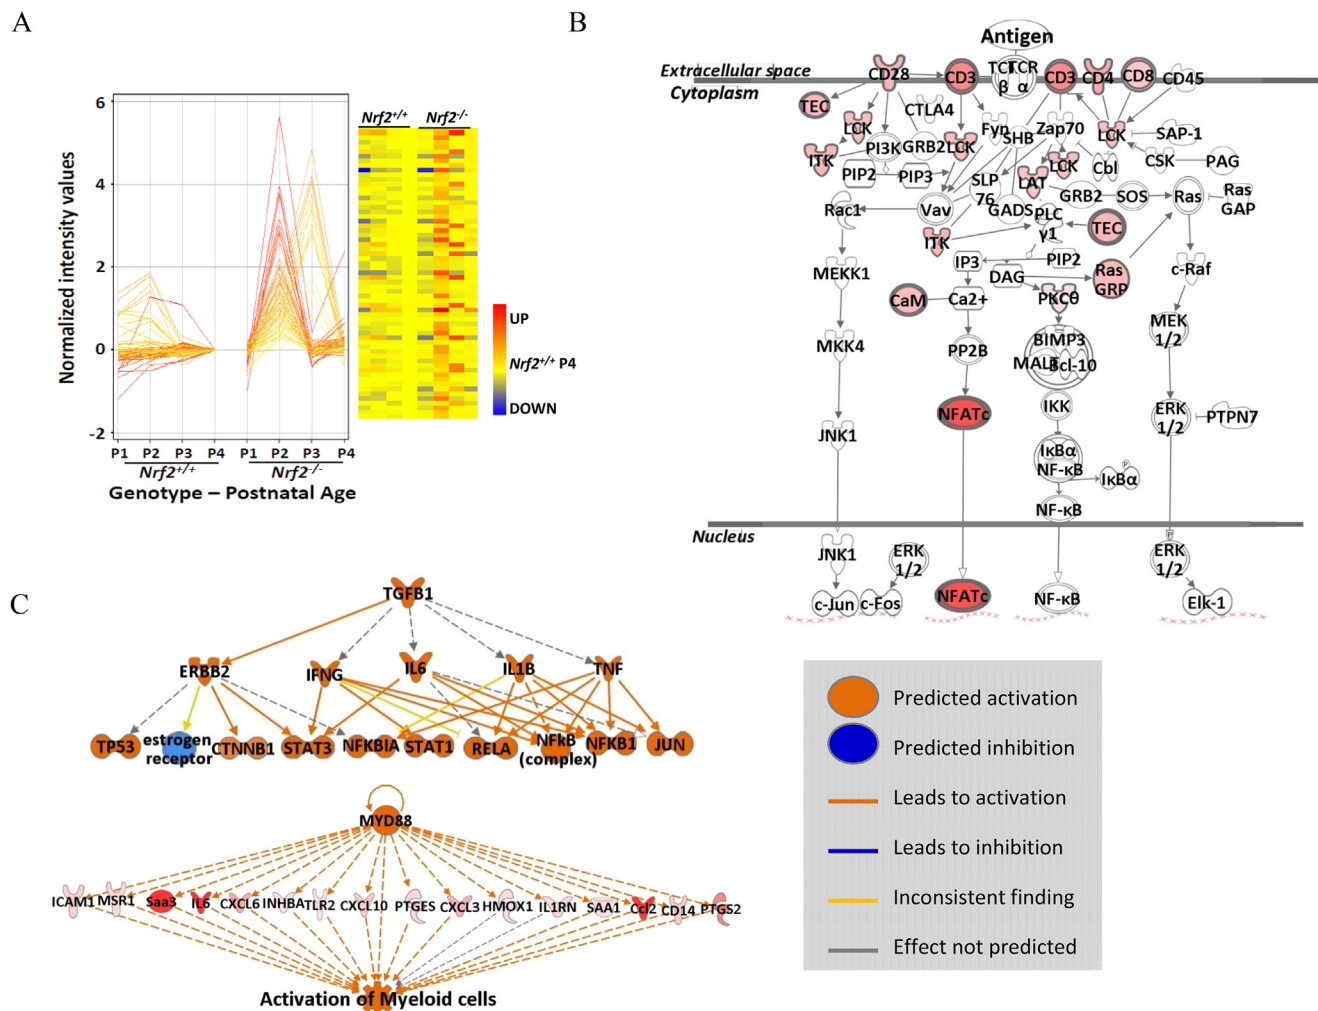 A
6
4
2
0
-2
Normalized intensity values
P1 P2 P3 P4 P1 P2 P3 P4
Nrf2+/+ Nrf2-/-
Genotype – Postnatal Age
Nrf2+/+ Nrf2-/-
UP
Nrf2+/+ P4
DOWN
B
Antigen
Extracellular space
Cytoplasm
CD28 CD3 TCR β TCR α CD3 CD4 CD8 CD45
TEC CTLA4
LCK Fyn SHB Zap70 LCK SAP-1
ITK PI3K GRB2 LCK LCK Cbl CSK PAG
PIP2 PIP3 SLP 76 LAT GRB2 SOS Ras Ras GAP
Rac1 Vav GADS PLC γ1 TEC
ITK
MEKK1 IP3 PIP2 c-Raf
DAG Ras GRP
CaM Ca2+ PKCθ
MKK4 PP2B BIMP3 MEK 1/2
MALT Bcl-10
NFATc IKK ERK 1/2 PTPN7
JNK1 IκBα
NF-κB P IκBα
NF-κB
Nucleus
P
JNK1 ERK 1/2 ERK 1/2
c-Jun c-Fos NFATc NF-κB Elk-1
C
TGFB1
ERBB2 IFNG IL6 IL1B TNF
TP53 estrogen receptor CTNNB1 STAT3 NFKBIA STAT1 RELA NFkB (complex) NFKB1 JUN
MYD88
ICAM1 MSR1 Saa3 IL6 CXCL6 INHBA TLR2 CXCL10 PTGES CXCL3 HMOX1 IL1RN SAA1 Ccl2 CD14 PTGS2
Activation of Myeloid cells
Predicted activation
Predicted inhibition
Leads to activation
Leads to inhibition
Inconsistent finding
Effect not predicted